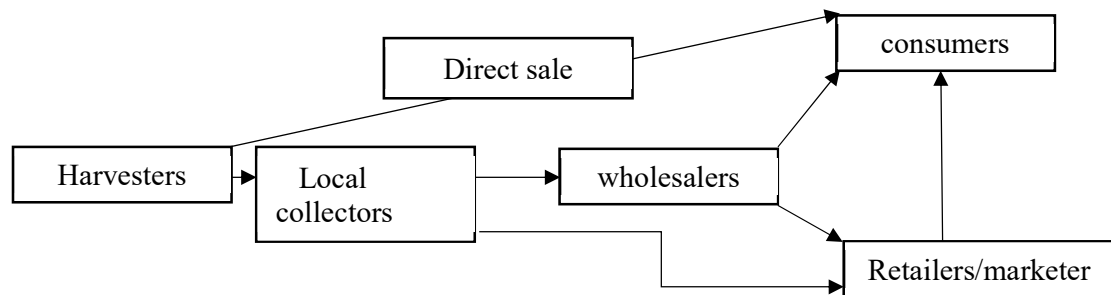 consumers
Direct sale
Harvesters
Local
collectors
wholesalers
Retailers/marketer